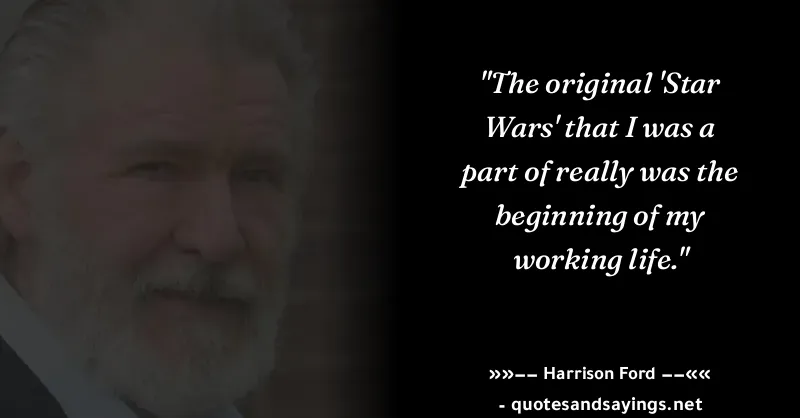 "The original 'Star
Wars' that I was a
part of really was the
beginning of my
working life."
»»−− Harrison Ford −−««
- quotesandsayings.net